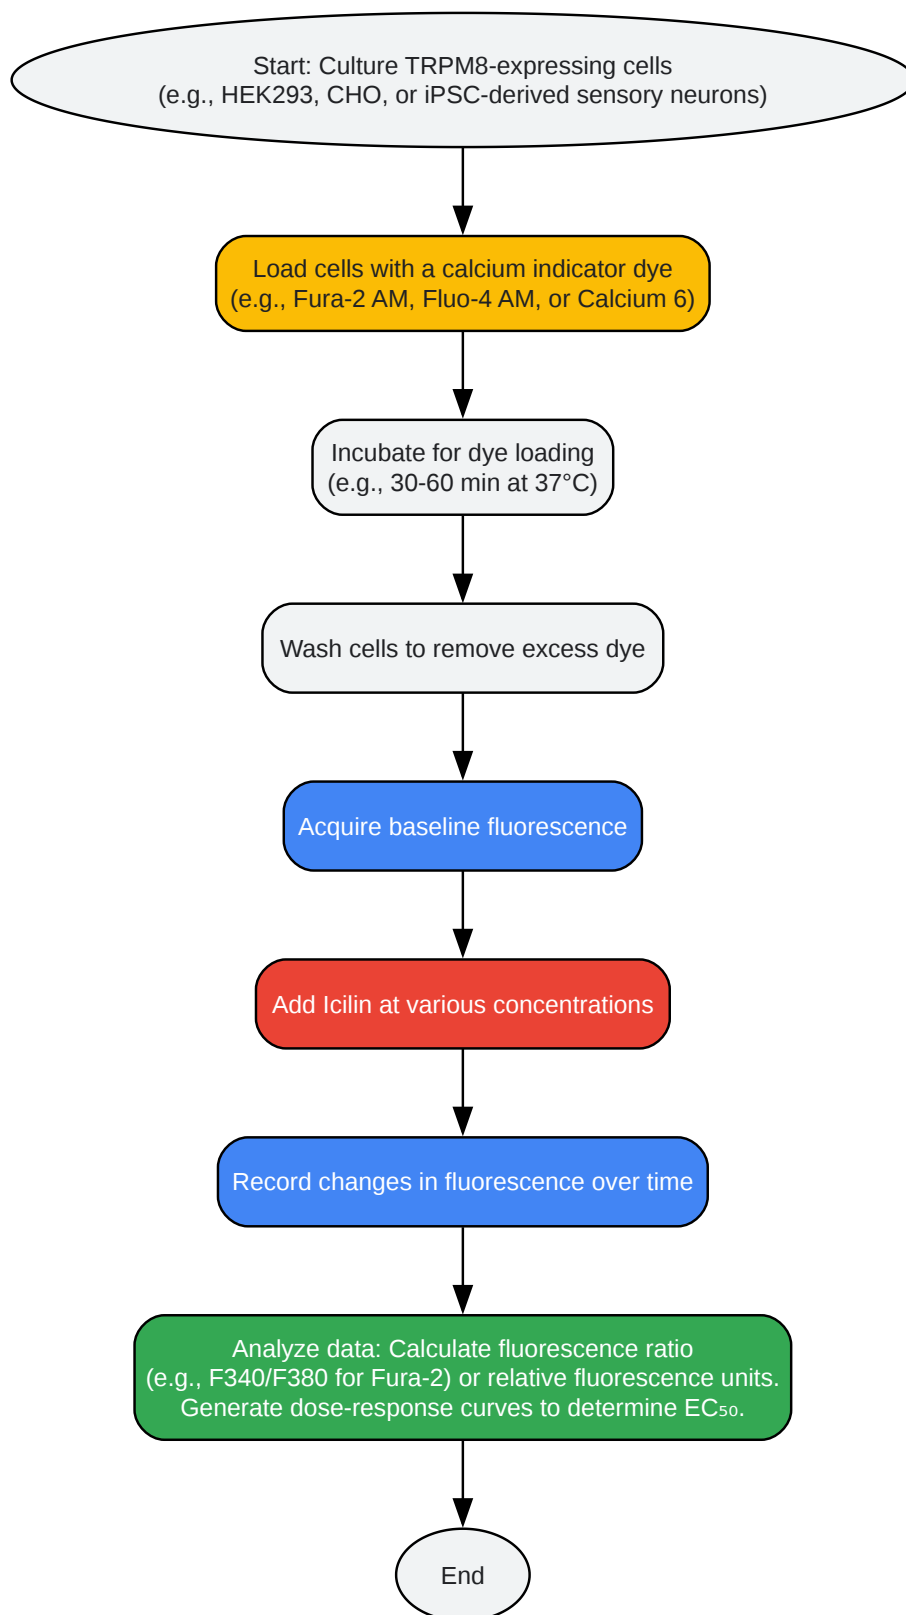 Start: Culture TRPM8-expressing cells
(e.g., HEK293, CHO, or iPSC-derived sensory neurons)
Load cells with a calcium indicator dye
(e.g., Fura-2 AM, Fluo-4 AM, or Calcium 6)
Incubate for dye loading
(e.g., 30-60 min at 37°C)
Wash cells to remove excess dye
Acquire baseline fluorescence
Add Icilin at various concentrations
Record changes in fluorescence over time
Analyze data: Calculate fluorescence ratio
(e.g., F340/F380 for Fura-2) or relative fluorescence units.
Generate dose-response curves to determine EC₅₀.
End